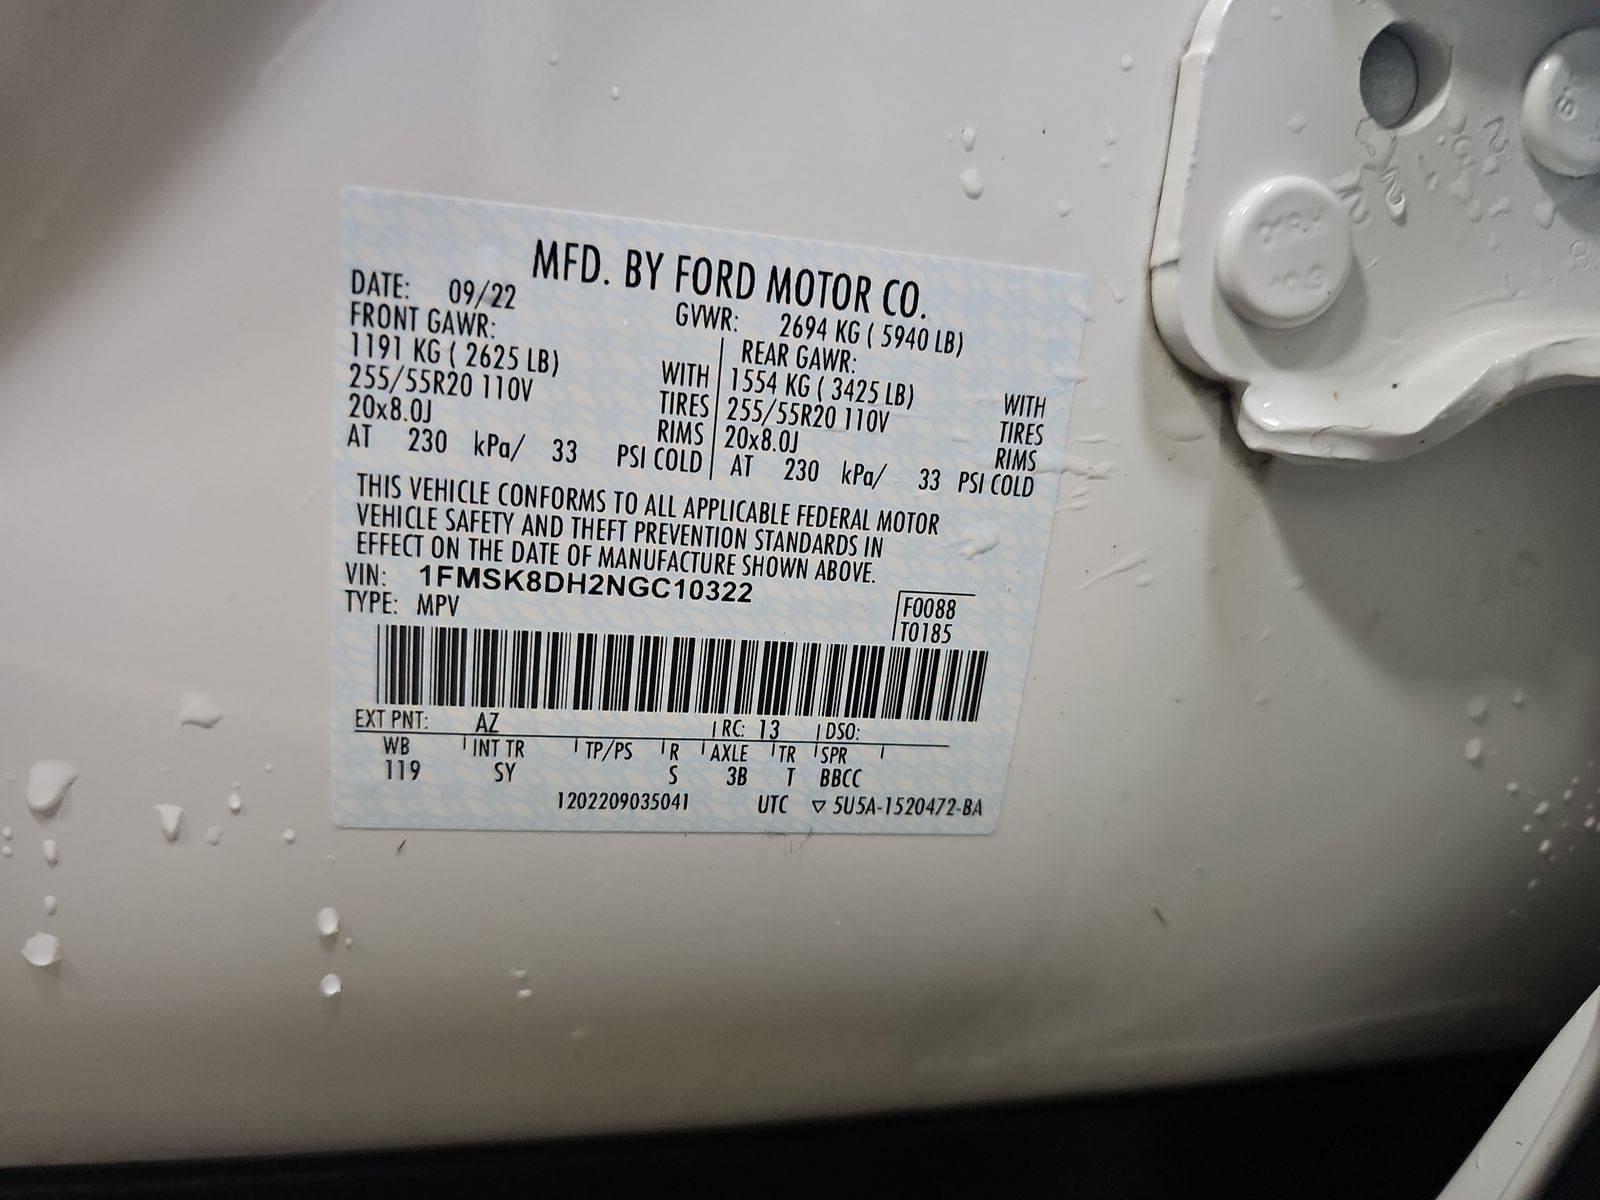 MFD. BY FORD MOTOR CO.
DATE: 09/22 GVWR: 2694 KG ( 5940 LB)
FRONT GAWR: REAR GAWR:
1191 KG ( 2625 LB) WITH 1554 KG ( 3425 LB) WITH
255/55R20 110V TIRES 255/55R20 110V TIRES
20x8.0J RIMS 20x8.0J RIMS
AT 230 kPa/ 33 PSI COLD AT 230 kPa/ 33 PSI COLD
THIS VEHICLE CONFORMS TO ALL APPLICABLE FEDERAL MOTOR
VEHICLE SAFETY AND THEFT PREVENTION STANDARDS IN
EFFECT ON THE DATE OF MANUFACTURE SHOWN ABOVE.
VIN: 1FMSK8DH2NGC10322
TYPE: MPV
F0088
T0185
EXT PNT: AZ RC: 13 DSO:
WB INT TR TP/PS R AXLE TR SPR
119 SY S 3B T BBCC
1202209035041 UTC ▽ 5U5A-1520472-BA